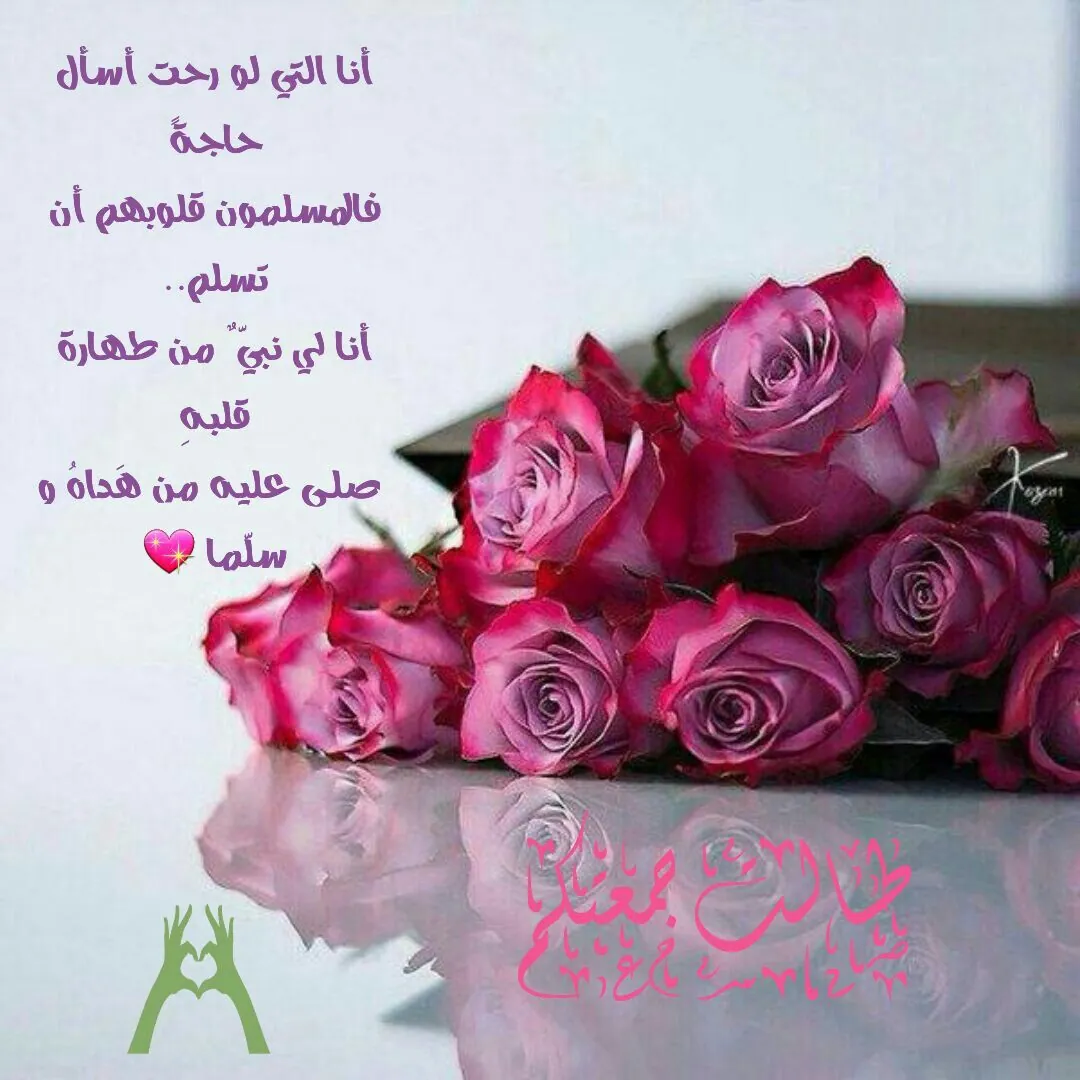 أنا التي لو رحت أسأل
حاجةً
فالمسلمون قلوبهم أن
تسلم..
أنا لي نبيّ ٌ من طهارة
قلبهِ
صلى عليه من هَداهُ و
سلّما 💖
طابت جمعتكم